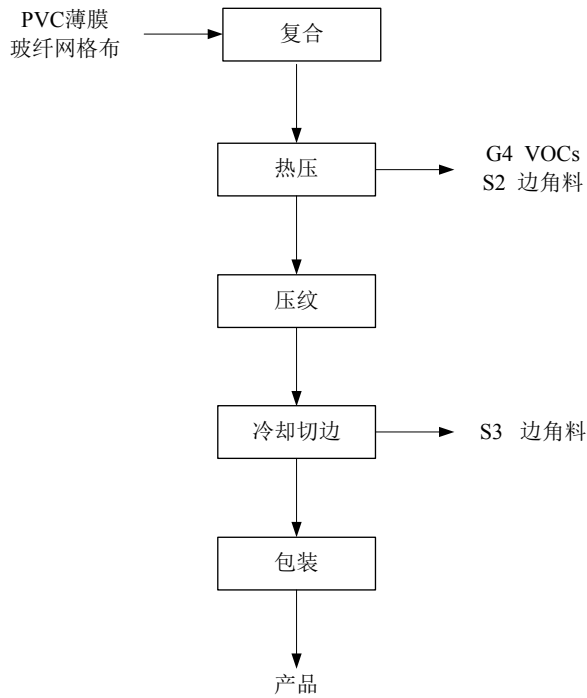 PVC薄膜
玻纤网格布
复合
热压
G4 VOCs
S2 边角料
压纹
冷却切边
S3 边角料
包装
产品